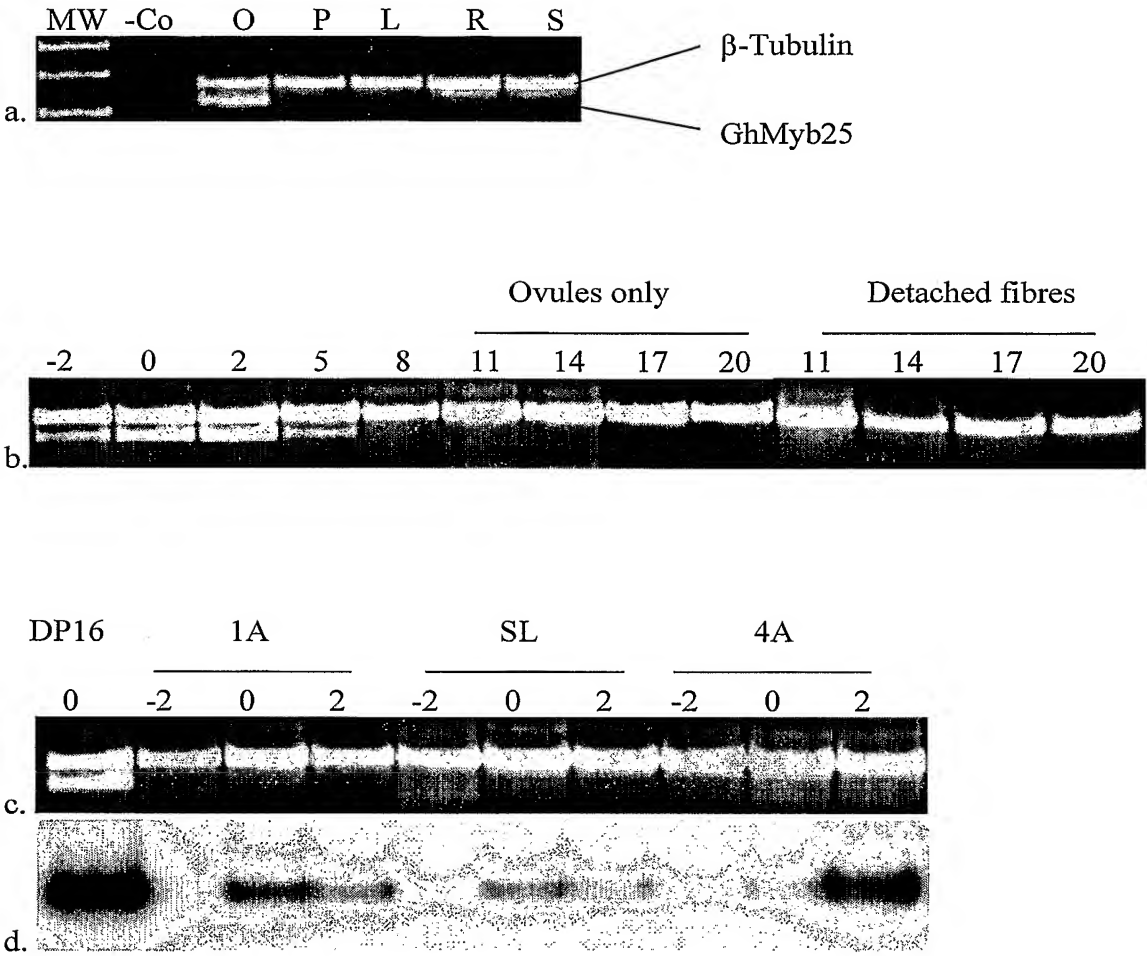 MW -Co O P L R S
β-Tubulin
GhMyb25
a.
Ovules only Detached fibres
-2 0 2 5 8 11 14 17 20 11 14 17 20
b.
DP16 1A SL 4A
0 -2 0 2 -2 0 2 -2 0 2
c.
d.